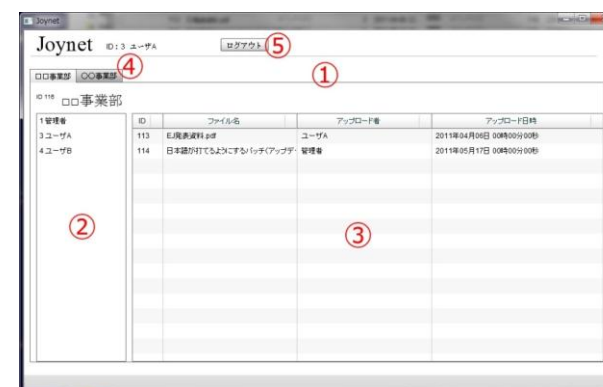 Joynet
Joynet ID:3 ユーザA ログアウト ⑤
□□事業部 ○○事業部 ④ ①
ID 118 □□事業部
1 管理者 ID ファイル名 アップロード者 アップロード日時
3 ユーザA 113 EJ発表資料.pdf ユーザA 2011年04月06日 00時00分00秒
4 ユーザB 114 日本語が打てるようにするパッチ(アップデ· 管理者 2011年05月17日 00時00分00秒
② ③